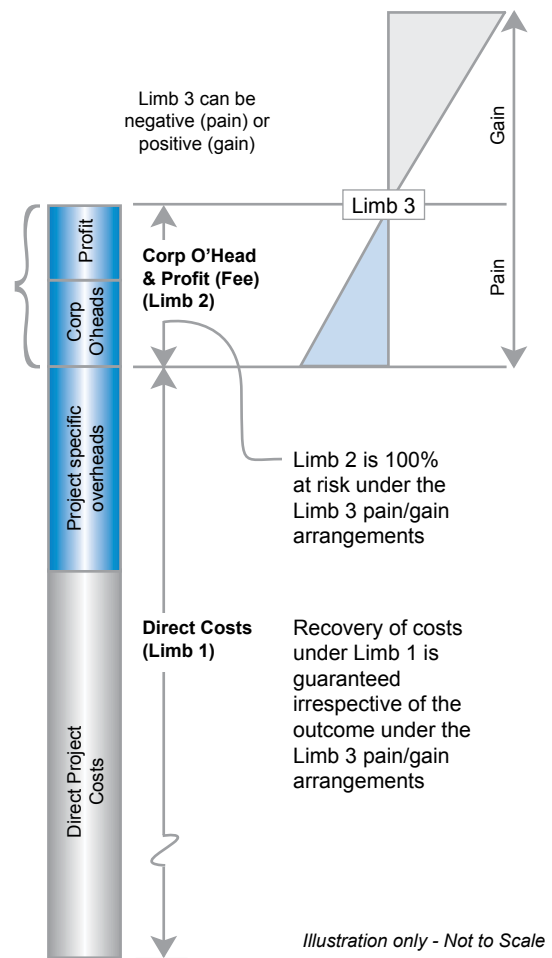 Limb 3 can be
negative (pain) or
positive (gain)
Gain
Limb 3
Pain
Profit
Corp
O'heads
Corp O'Head
& Profit (Fee)
(Limb 2)
Project specific
overheads
Limb 2 is 100%
at risk under the
Limb 3 pain/gain
arrangements
Direct Costs
(Limb 1)
Recovery of costs
under Limb 1 is
guaranteed
irrespective of the
outcome under the
Limb 3 pain/gain
arrangements
Direct Project
Costs
Illustration only - Not to Scale